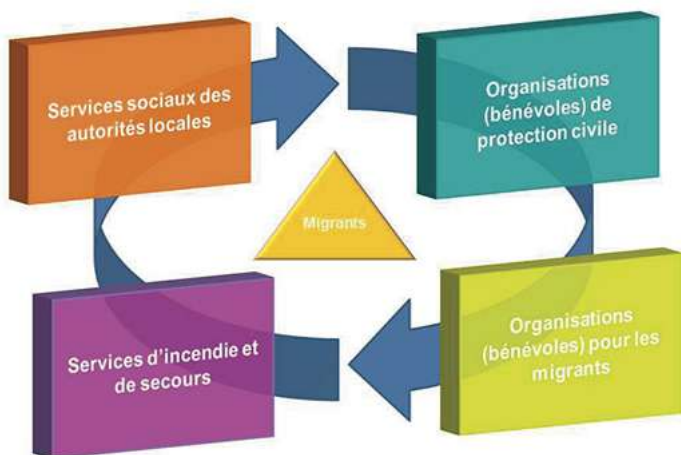 Services sociaux des
autorités locales
Organisations
(bénévoles) de
protection civile
Migrants
Services d'incendie et
de secours
Organisations
(bénévoles) pour les
migrants